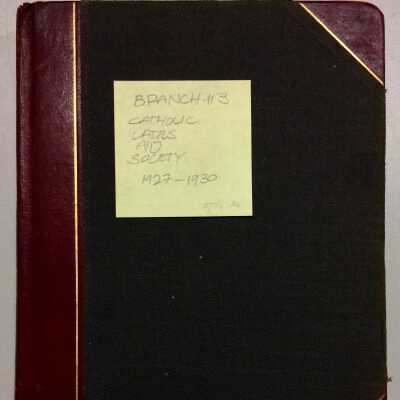 BRANCH 113
CATHOLIC
LADIES
AID
SOCIETY
1927-1930